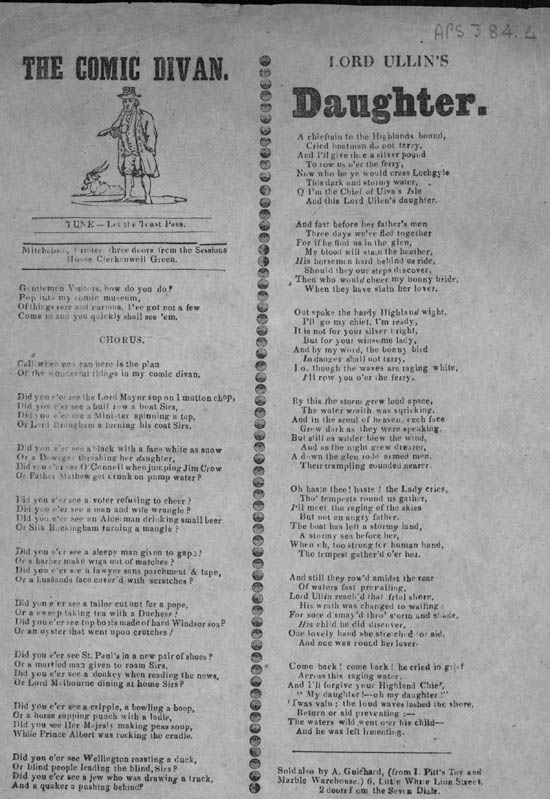 APS J 84. 4
THE COMIC DIVAN.
TUNE — Let the Toast Pass.
Mitchelson, Printer, three doors from the Sessions
House Clerkenwell Green.
Gentlemen Visitors, how do you do?
Pop into my comic museum,
Of things rare and curious, I've got not a few
Come in and you quickly shall see 'em.
CHORUS.
Call when you can here is the plan
Of the wonderful things in my comic divan.
Did you e'er see the Lord Mayor sup on 1 mutton chop,
Did you e'er see a bull row a boat Sirs,
Did you e'er see a Minister spinning a top,
Or Lord Brougham a turning his coat Sirs.
Did you e'er see a black with a face white as snow
Or a Dowager thrashing her daughter,
Did you e'er see O'Connell when jumping Jim Crow
Or Father Mathew get drunk on pump water?
Did you e'er see a voter refusing to cheer?
Did you e'er see a man and wife wrangle?
Did you e'er see an Alderman drinking small beer
Or Silk Buckingham turning a mangle?
Did you e'er see a sleepy man given to gaps?
Or a barber make wigs out of matches?
Did you e'er see a lawyer sans parchment & tape,
Or a husbands face cover'd with scratches?
Did you e'er see a tailor cut out for a pope,
Or a sweep taking tea with a Duchess?
Did you e'er see top boots made of hard Windsor soap?
Or an oyster that went upon crutches?
Did you e'er see St. Paul's in a new pair of shoes?
Or a married man given to roam Sirs,
Did you e'er see a donkey when reading the news,
Or Lord Melbourne dining at home Sirs?
Did you e'er see a cripple, a bowling a hoop,
Or a horse supping punch with a ladle,
Did you see Her Majesty making peas soup,
While Prince Albert was rocking the cradle.
Did you e'er see Wellington roasting a duck,
Or blind people leading the blind, Sirs?
Did you e'er see a jew who was drawing a truck,
And a quaker a pushing behind?
LORD ULLIN'S
Daughter.
A chieftain to the Highlands bound,
Cried boatman do not tarry,
And I'll give thee a silver pound
To row us o'er the ferry,
Now who be ye would cross Lochgyle
This dark and stormy water,
O I'm the Chief of Ulva's Isle
And this Lord Ullen's daughter.
And fast before her father's men
Three days we've fled together
For if he find us in the glen,
My blood will stain the heather,
His horsemen hard behind us ride,
Should they our steps discover,
Then who would cheer my bonny bride,
When they have slain her lover.
Out spoke the hardy Highland wight,
I'll go my chief, I'm ready,
It is not for your silver bright,
But for your winsome lady,
And by my word, the bonny bird
In danger shall not tarry,
Lo. though the waves are raging white,
I'll row you o'er the ferry.
By this the storm grew loud apace,
The water wraith was shricking,
And in the scoul of heaven, each face
Grew dark as they were speaking.
But still as wilder blew the wind,
And as the night grew drearer,
A down the glen rode armed men,
Their trampling sounded nearer.
Oh haste thee! haste! the Lady cries,
Tho' tempests round us gather,
I'll meet the raging of the skies
But not an angry father.
The boat has left a stormy land,
A stormy sea before her,
When oh, too strong for human hand,
The tempest gather'd o'er her.
And still they row'd amidst the roar
Of waters fast prevailing,
Lord Ullin reach'd that fatal shore,
His wrath was changed to wailing:
For sore dismay'd thro' storm and shade,
His child he did discover,
One lovely hand she stretched for aid,
And one was round her lover.
Come back! come back! he cried in grief
Across this raging water,
And I'll forgive your Highland Chief,
" My daughter!—oh my daughter!"
'Twas vain: the loud waves lashed the shore,
Return or aid preventing :—
The waters wild went o'er his child—
And he was left lamenting.
Sold also by A. Guichard, (from I. Pitt's Toy and
Marble Warehouse.) 6, Little White Lion Street,
2 doors from the Seven Dials.